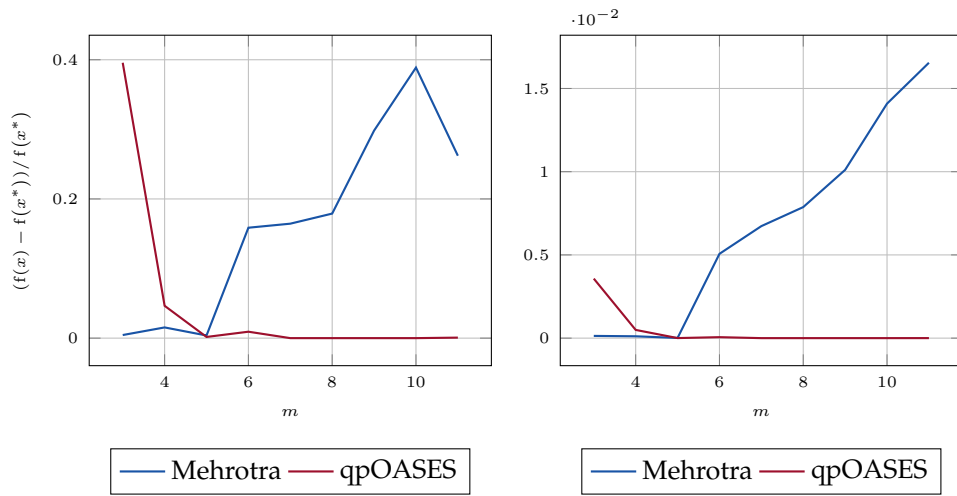 (f(x) − f(x*))/f(x*)
0.4
0.2
0
4 6 8 10
m
Mehrotra qpOASES
·10⁻²
1.5
1
0.5
0
4 6 8 10
m
Mehrotra qpOASES